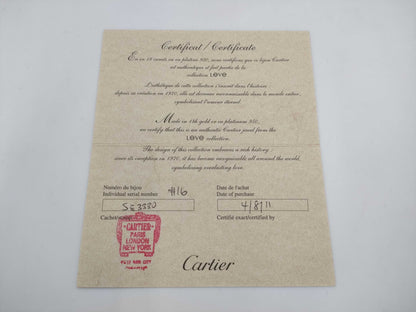 Certificat / Certificate
En or 18 carats ou en platine 950, nous certifions que ce bijou Cartier
est authentique et fait partie de la
collection LOVE
L'esthétique de cette collection s'inscrit dans l'histoire
depuis sa création en 1970, elle est devenue reconnaissable dans le monde entier,
symbolisant l'amour éternel.
Made in 18k gold or in platinum 950,
we certify that this is an authentic Cartier jewel from the
LOVE collection.
The design of this collection embraces a rich history
since its conception in 1970, it has become recognizable all around the world,
symbolizing everlasting love.
Numéro du bijou
Individual serial number #16
Date de l'achat
Date of purchase
SE3330
4/8/11
Cachet/
Certifié exact/certified by
CARTIER
PARIS
LONDON
NEW YORK
Cartier